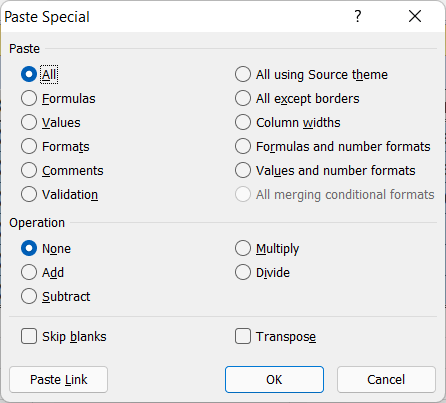 Paste Special ?
Paste
All
Formulas
Values
Formats
Comments
Validation
All using Source theme
All except borders
Column widths
Formulas and number formats
Values and number formats
All merging conditional formats
Operation
None
Add
Subtract
Multiply
Divide
Skip blanks
Transpose
Paste Link
OK
Cancel